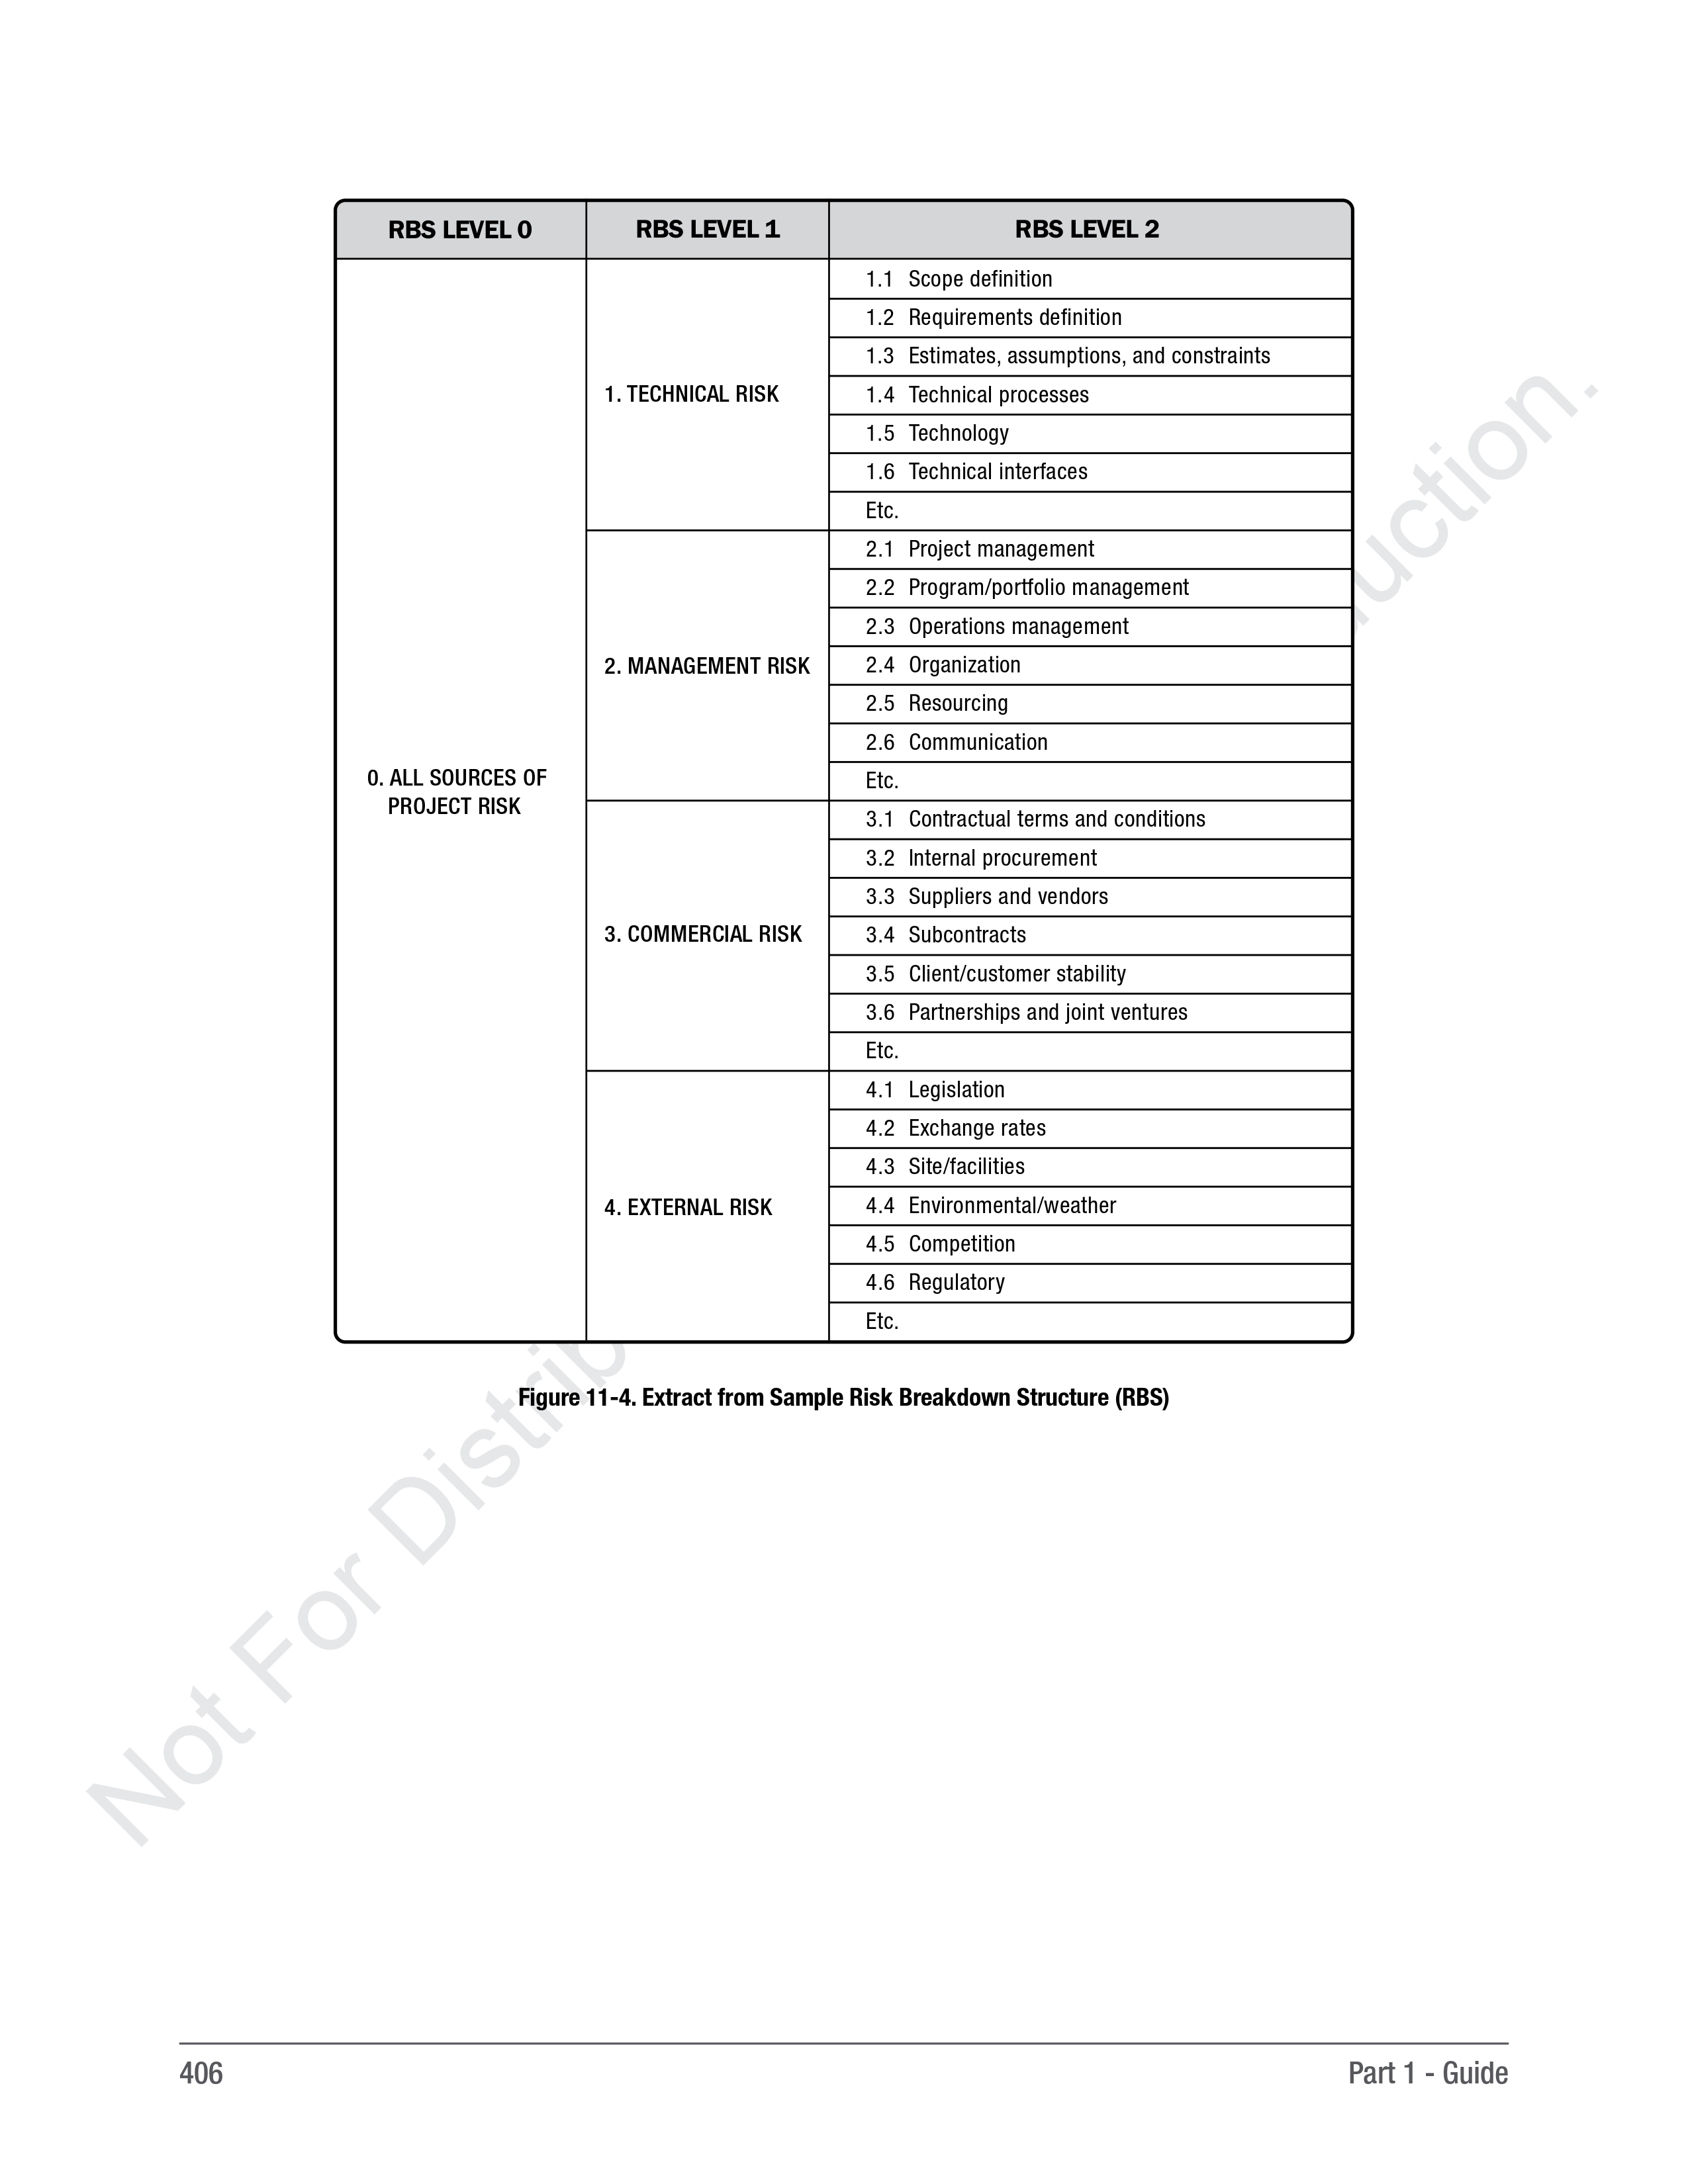 RBS LEVEL 0
RBS LEVEL 1
RBS LEVEL 2
0. ALL SOURCES OF
PROJECT RISK
1. TECHNICAL RISK
1.1 Scope definition
1.2 Requirements definition
1.3 Estimates, assumptions, and constraints
1.4 Technical processes
1.5 Technology
1.6 Technical interfaces
Etc.
2. MANAGEMENT RISK
2.1 Project management
2.2 Program/portfolio management
2.3 Operations management
2.4 Organization
2.5 Resourcing
2.6 Communication
Etc.
3. COMMERCIAL RISK
3.1 Contractual terms and conditions
3.2 Internal procurement
3.3 Suppliers and vendors
3.4 Subcontracts
3.5 Client/customer stability
3.6 Partnerships and joint ventures
Etc.
4. EXTERNAL RISK
4.1 Legislation
4.2 Exchange rates
4.3 Site/facilities
4.4 Environmental/weather
4.5 Competition
4.6 Regulatory
Etc.
Figure 11-4. Extract from Sample Risk Breakdown Structure (RBS)
Not For
406
Part 1 - Guide